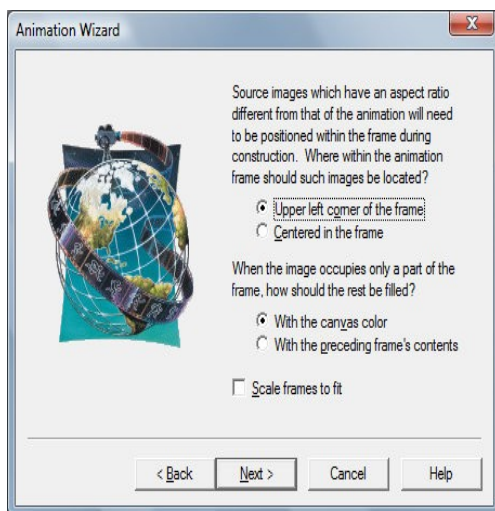 Animation Wizard
Source images which have an aspect ratio
different from that of the animation will need
to be positioned within the frame during
construction. Where within the animation
frame should such images be located?
Upper left corner of the frame
Centered in the frame
When the image occupies only a part of the
frame, how should the rest be filled?
With the canvas color
With the preceding frame's contents
Scale frames to fit
< Back Next > Cancel Help